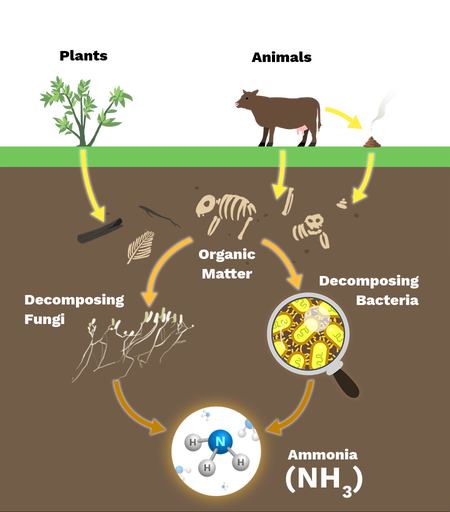 Plants
Animals
Organic
Matter
Decomposing
Fungi
Decomposing
Bacteria
N
H
H
H
Ammonia
(NH₃)